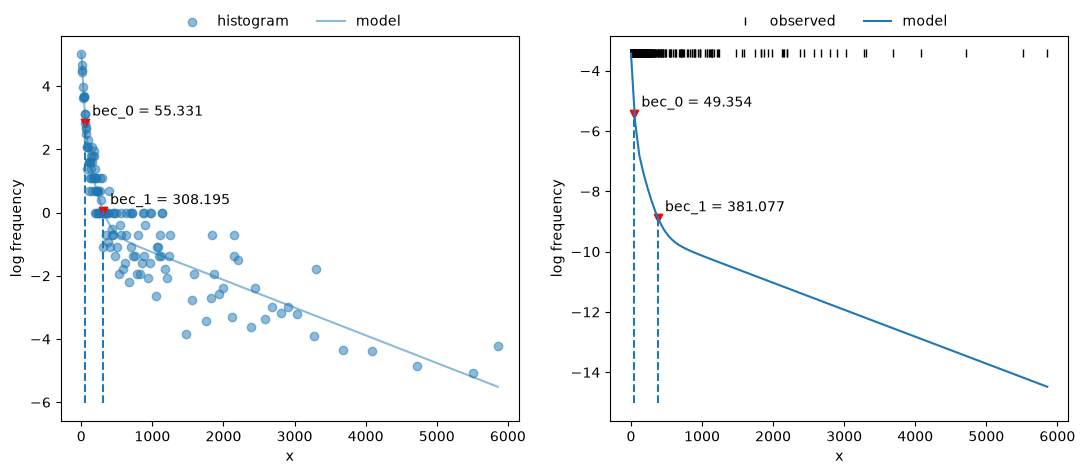 histogram model
bec_0 = 55.331
bec_1 = 308.195
log frequency
4
2
0
−2
−4
−6
0 1000 2000 3000 4000 5000 6000
x
observed model
bec_0 = 49.354
bec_1 = 381.077
log frequency
−4
−6
−8
−10
−12
−14
0 1000 2000 3000 4000 5000 6000
x